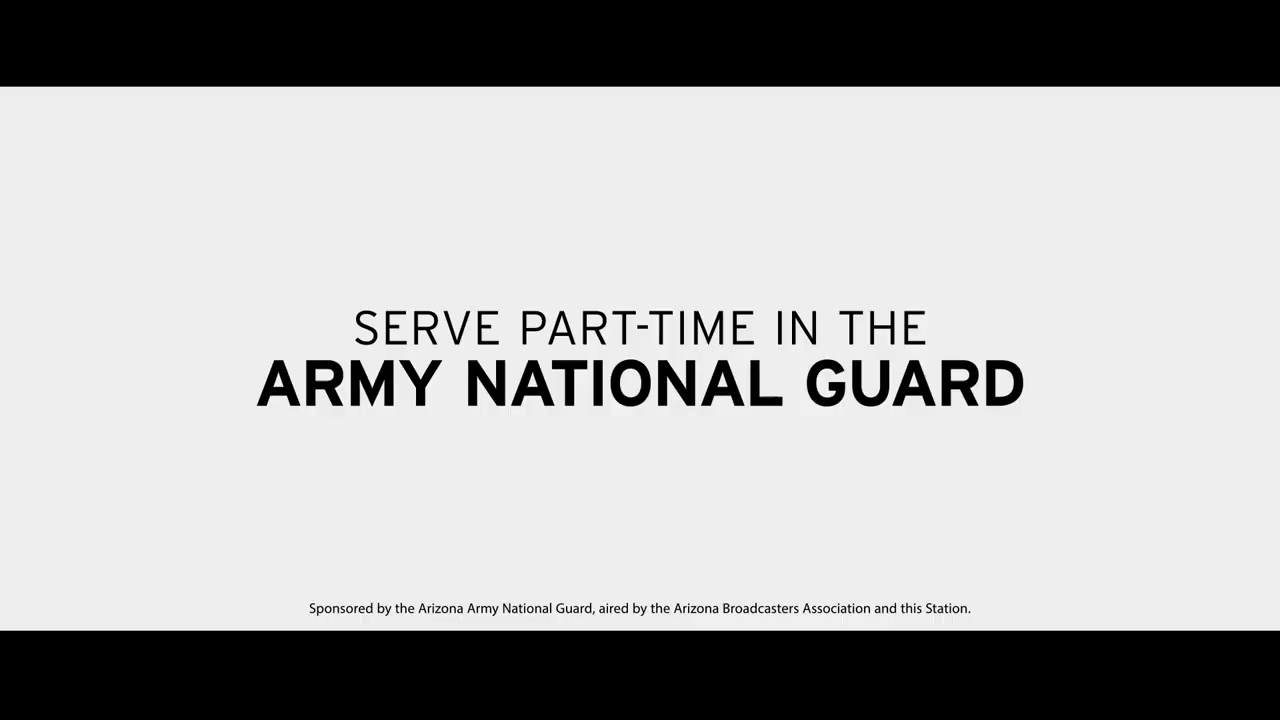 SERVE PART-TIME IN THE
ARMY NATIONAL GUARD
Sponsored by the Arizona Army National Guard, aired by the Arizona Broadcasters Association and this Station.